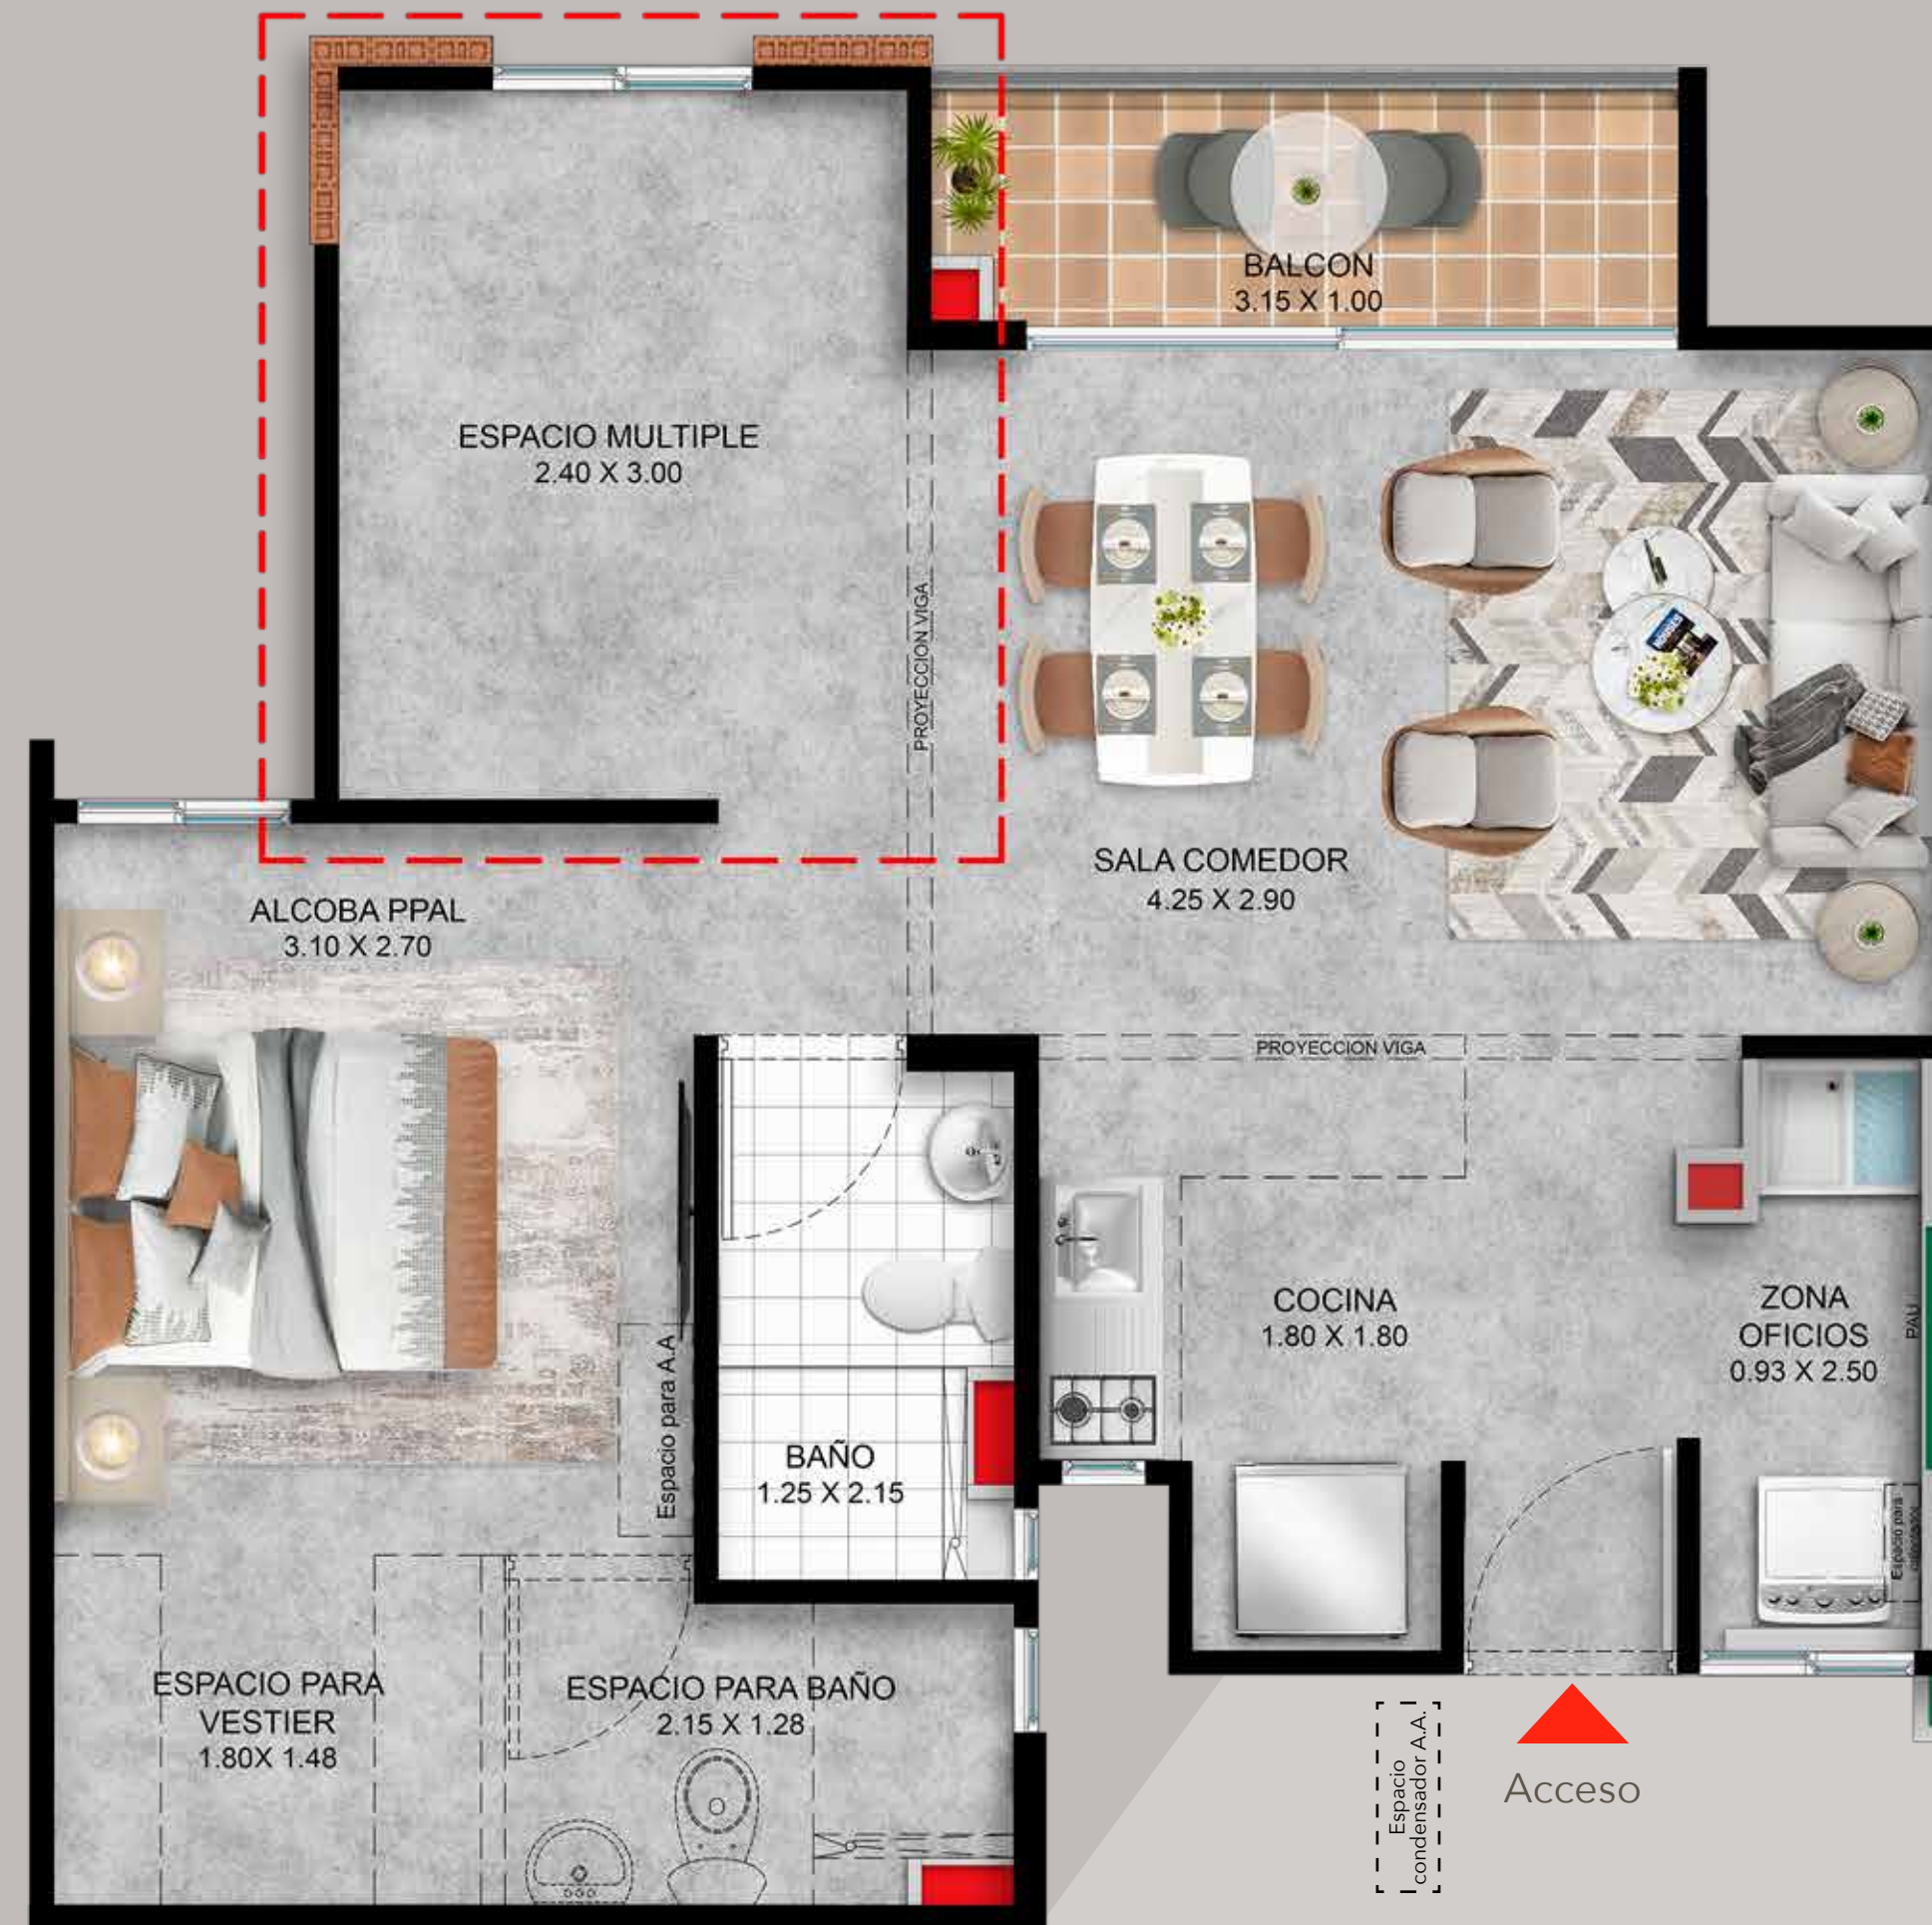 BALCON
3.15 X 1.00
ESPACIO MULTIPLE
2.40 X 3.00
PROYECCION VIGA
SALA COMEDOR
4.25 X 2.90
ALCOBA PPAL
3.10 X 2.70
PROYECCION VIGA
COCINA
1.80 X 1.80
ZONA
OFICIOS
0.93 X 2.50
PAU
Espacio para A.A
BAÑO
1.25 X 2.15
Espacio para
ESPACIO PARA
VESTIER
1.80X 1.48
ESPACIO PARA BAÑO
2.15 X 1.28
Espacio
condensador A.A.
Acceso